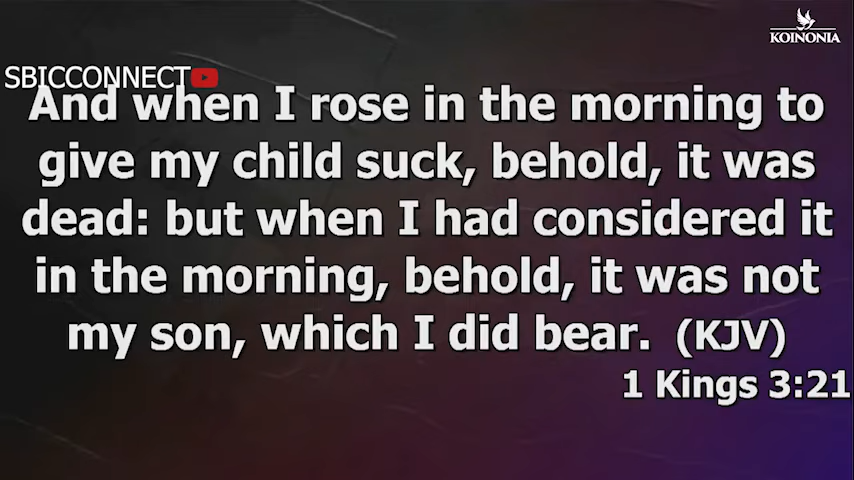 KOINONIA
SBICCONNECT
And when I rose in the morning to
give my child suck, behold, it was
dead: but when I had considered it
in the morning, behold, it was not
my son, which I did bear. (KJV)
1 Kings 3:21